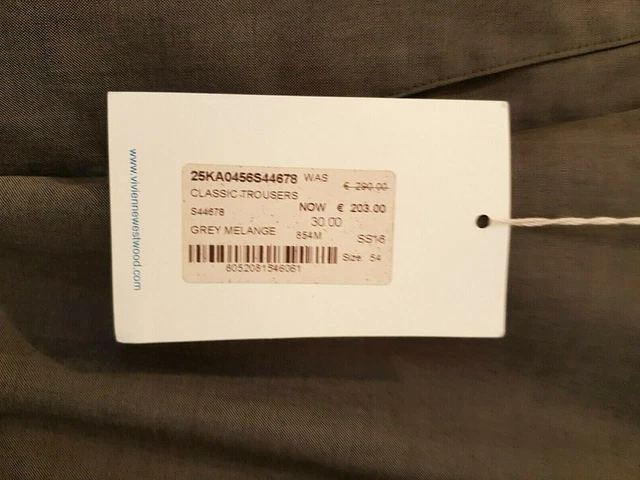 www.viviennewestwood.com
25KA0456S44678 WAS € 290.00
CLASSIC TROUSERS
S44678 NOW € 203.00
30.00
GREY MELANGE 854M SS16
Size: 54
8052081546061